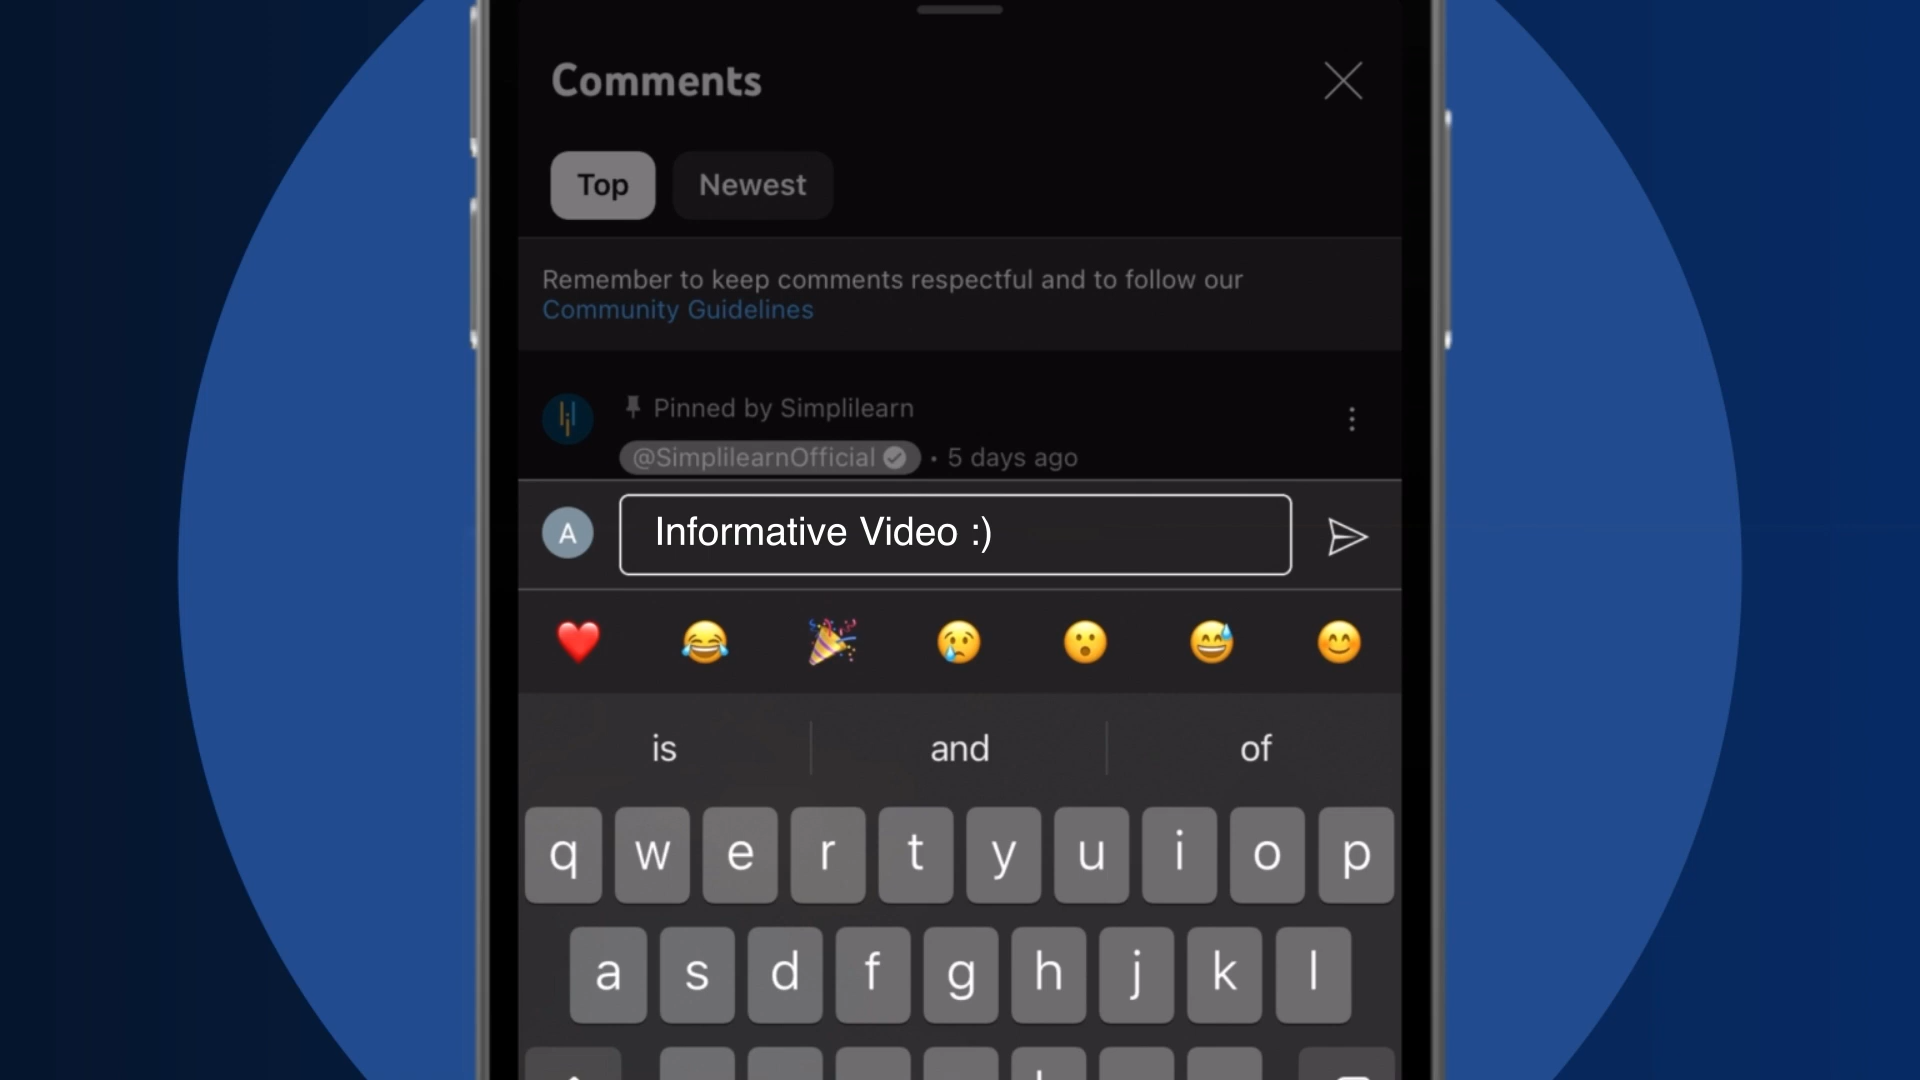 Comments
Top Newest
Remember to keep comments respectful and to follow our
Community Guidelines
Pinned by Simplilearn
@SimplilearnOfficial • 5 days ago
A Informative Video :)
is and of
q w e r t y u i o p
a s d f g h j k l